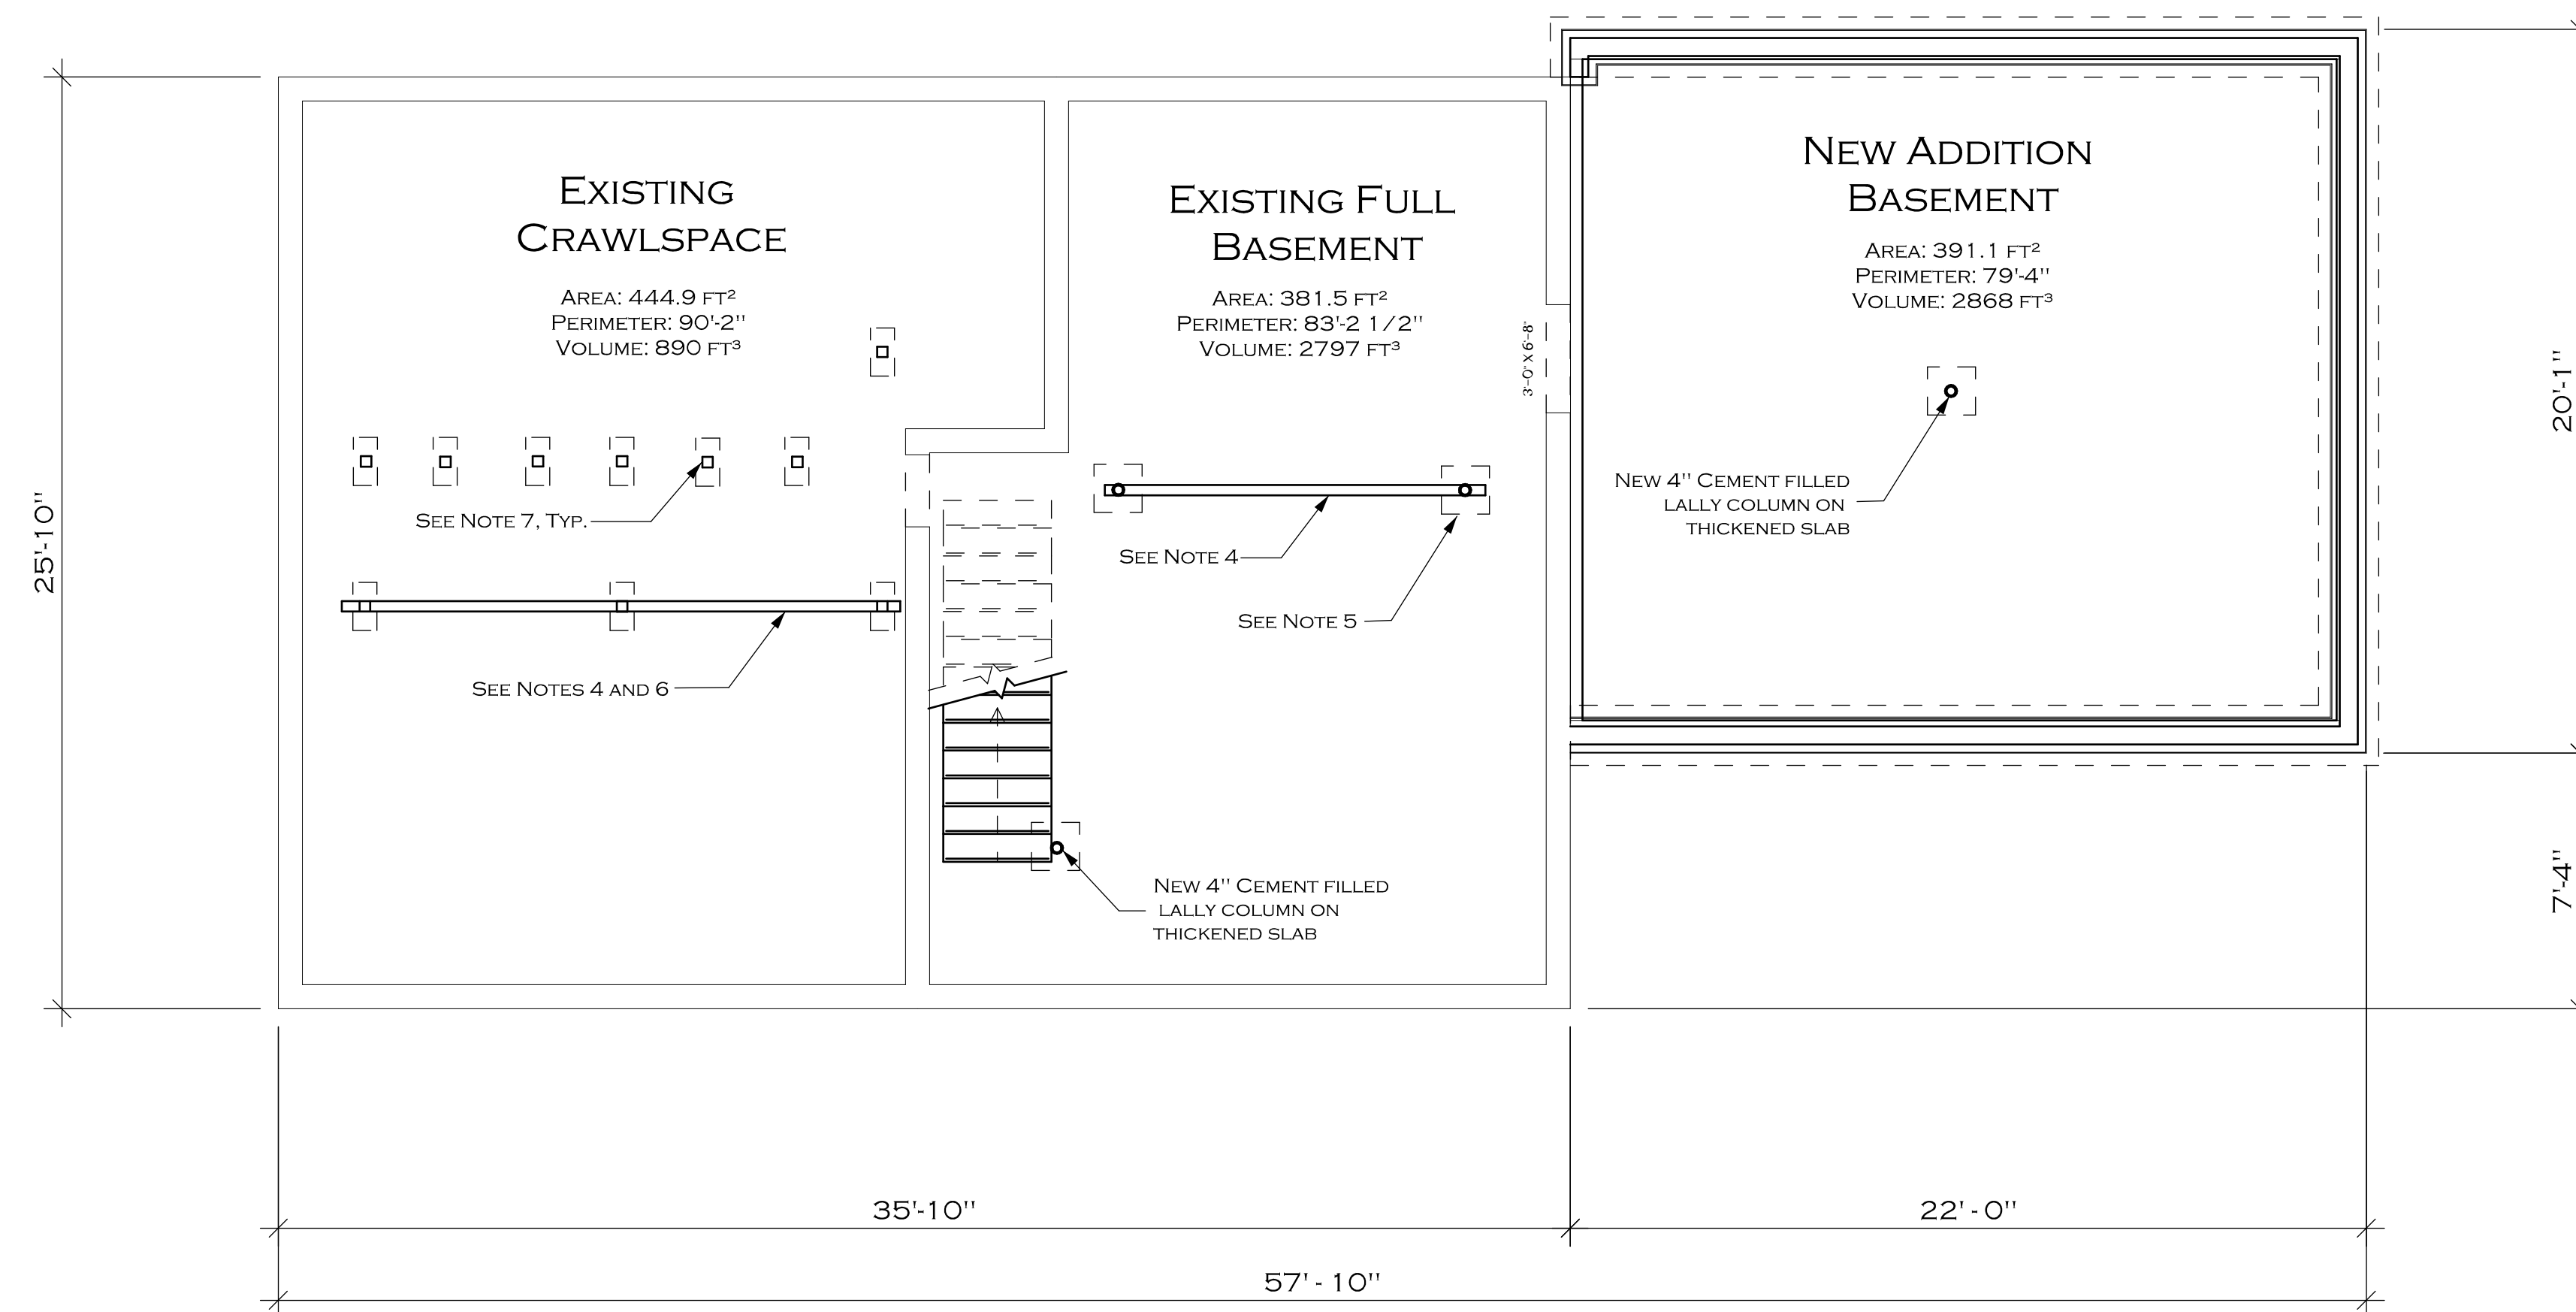 Existing
Crawlspace
Area: 444.9 ft²
Perimeter: 90'-2"
Volume: 890 ft³
See Note 7, Typ.
See Notes 4 and 6
Existing Full
Basement
Area: 381.5 ft²
Perimeter: 83'-2 1/2"
Volume: 2797 ft³
3'-0" x 6'-8"
See Note 4
See Note 5
New 4" Cement filled
lally column on
thickened slab
New Addition
Basement
Area: 391.1 ft²
Perimeter: 79'-4"
Volume: 2868 ft³
New 4" Cement filled
lally column on
thickened slab
25'-10"
20'-1"
7'-4"
35'-10"
22' - 0"
57' - 10"